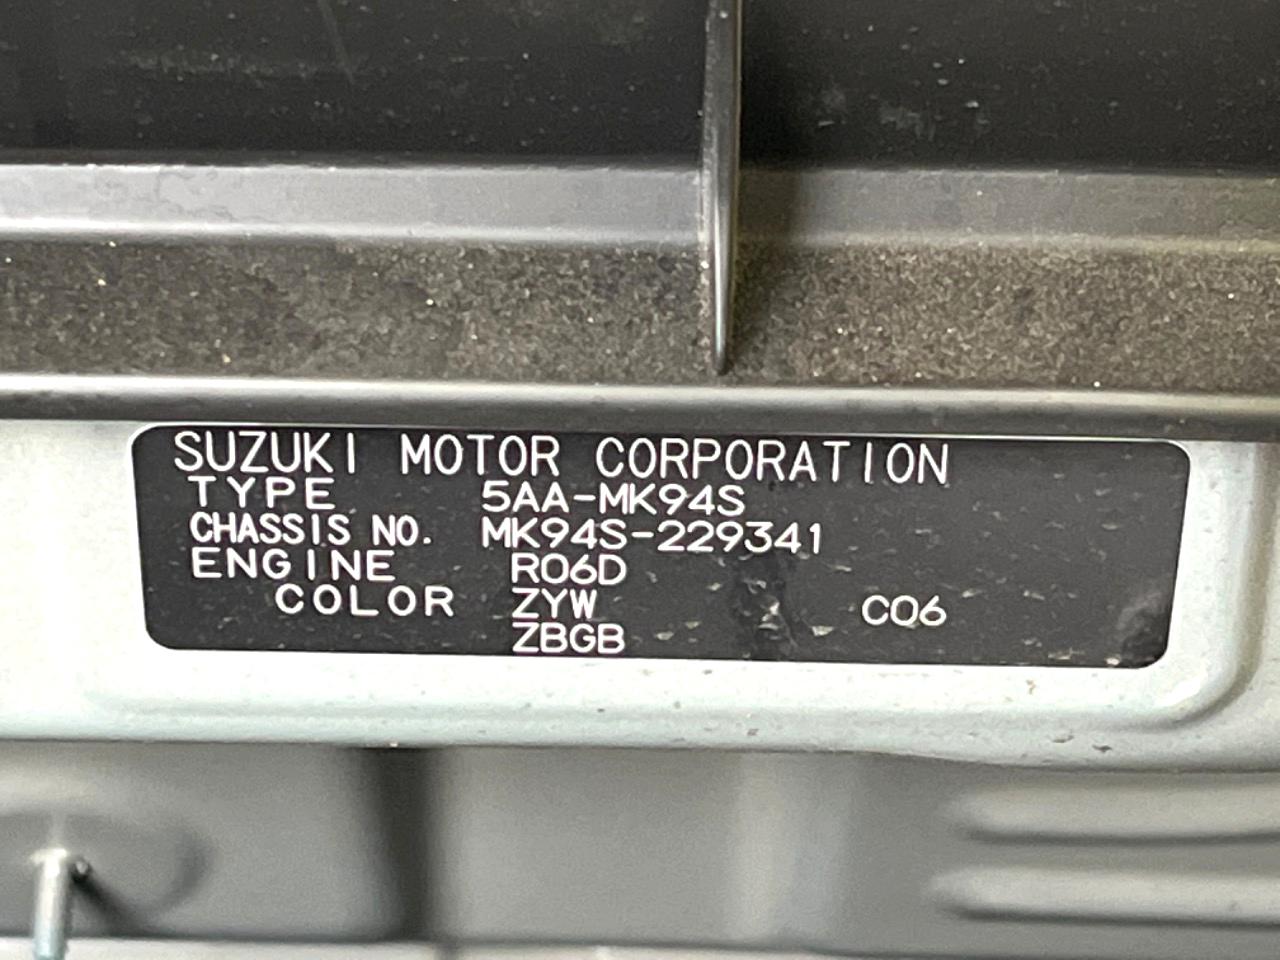 SUZUKI MOTOR CORPORATION
TYPE 5AA-MK94S
CHASSIS NO. MK94S-229341
ENGINE R06D
COLOR ZYW C06
ZBGB